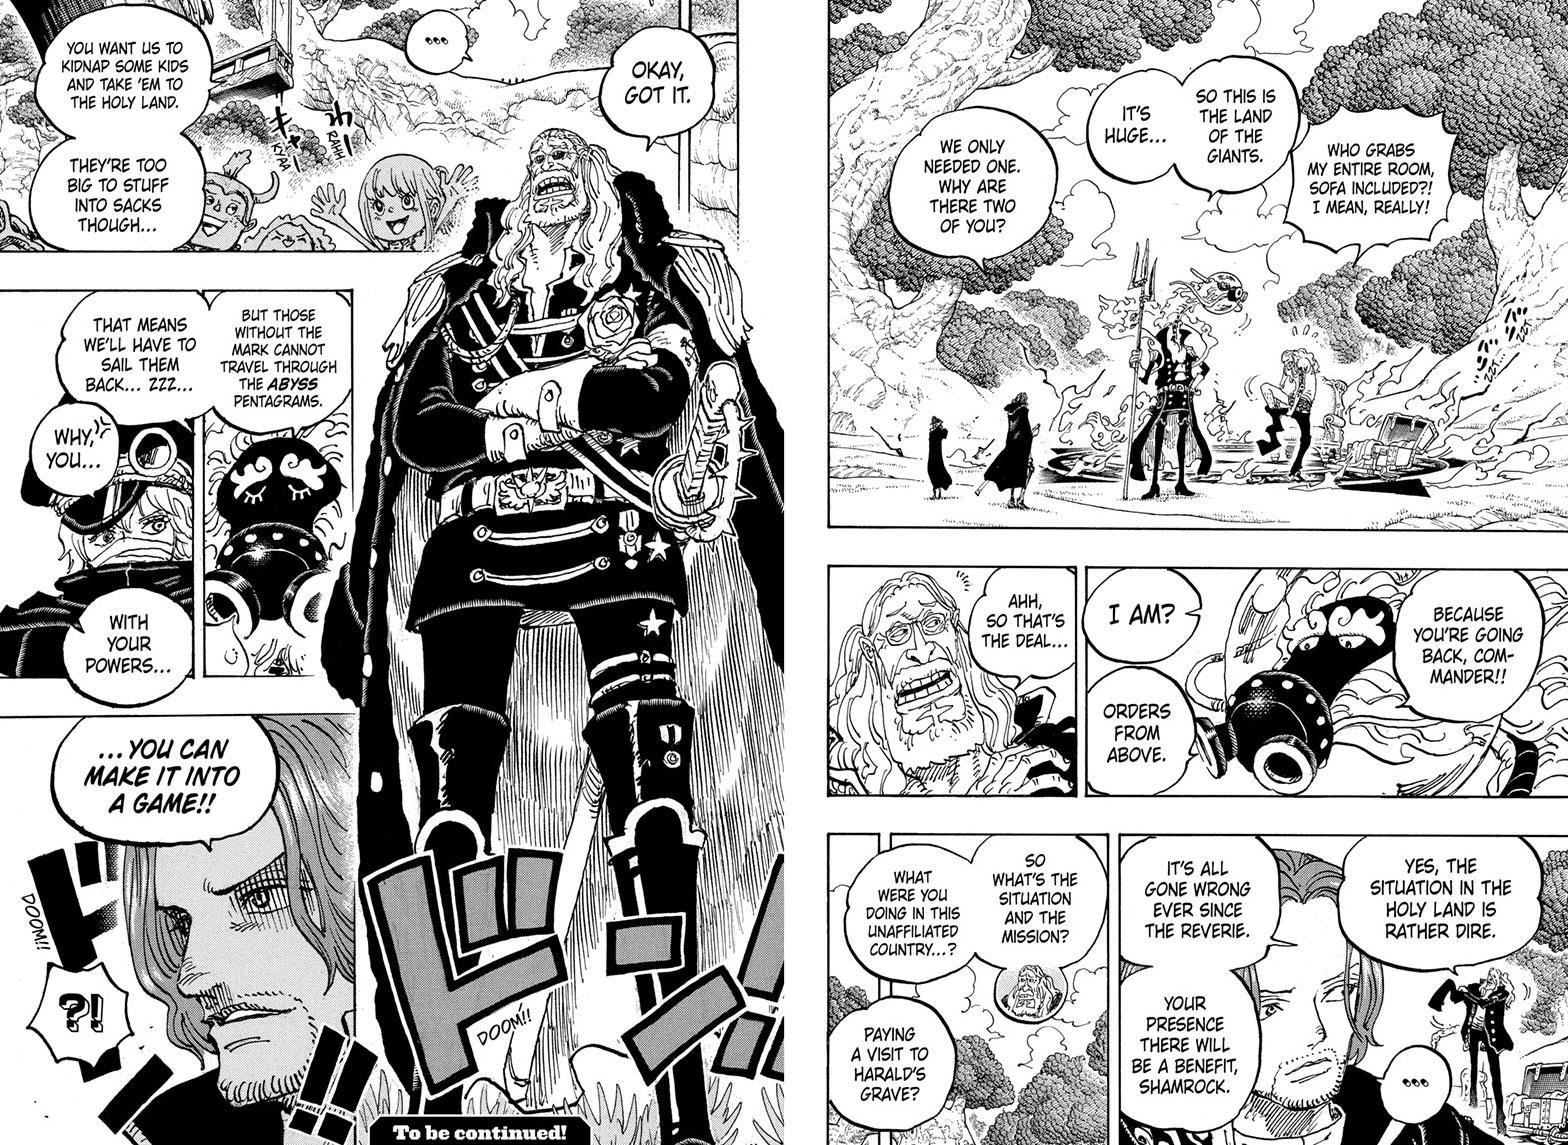 WHO GRABS
MY ENTIRE ROOM,
SOFA INCLUDED?!
I MEAN, REALLY!
SO THIS IS
THE LAND
OF THE
GIANTS.
IT'S
HUGE...
WE ONLY
NEEDED ONE.
WHY ARE
THERE TWO
OF YOU?
BECAUSE
YOU'RE GOING
BACK, COM-
MANDER!!
I AM?
ORDERS
FROM
ABOVE.
AHH,
SO THAT'S
THE DEAL...
YES, THE
SITUATION IN THE
HOLY LAND IS
RATHER DIRE.
IT'S ALL
GONE WRONG
EVER SINCE
THE REVERIE.
YOUR
PRESENCE
THERE WILL
BE A BENEFIT,
SHAMROCK.
...
SO
WHAT'S THE
SITUATION
AND THE
MISSION?
WHAT
WERE YOU
DOING IN THIS
UNAFFILIATED
COUNTRY...?
PAYING
A VISIT TO
HARALD'S
GRAVE?
OKAY,
GOT IT.
...
YOU WANT US TO
KIDNAP SOME KIDS
AND TAKE 'EM TO
THE HOLY LAND.
THEY'RE TOO
BIG TO STUFF
INTO SACKS
THOUGH...
わー
RAHH
BUT THOSE
WITHOUT THE
MARK CANNOT
TRAVEL THROUGH
THE ABYSS
PENTAGRAMS.
THAT MEANS
WE'LL HAVE TO
SAIL THEM
BACK... ZZZ...
WHY,
YOU...
WITH
YOUR
POWERS...
...YOU CAN
MAKE IT INTO
A GAME!!
ド
DOOM!!
?!
!!
ドン!!
DOOM!!
To be continued!